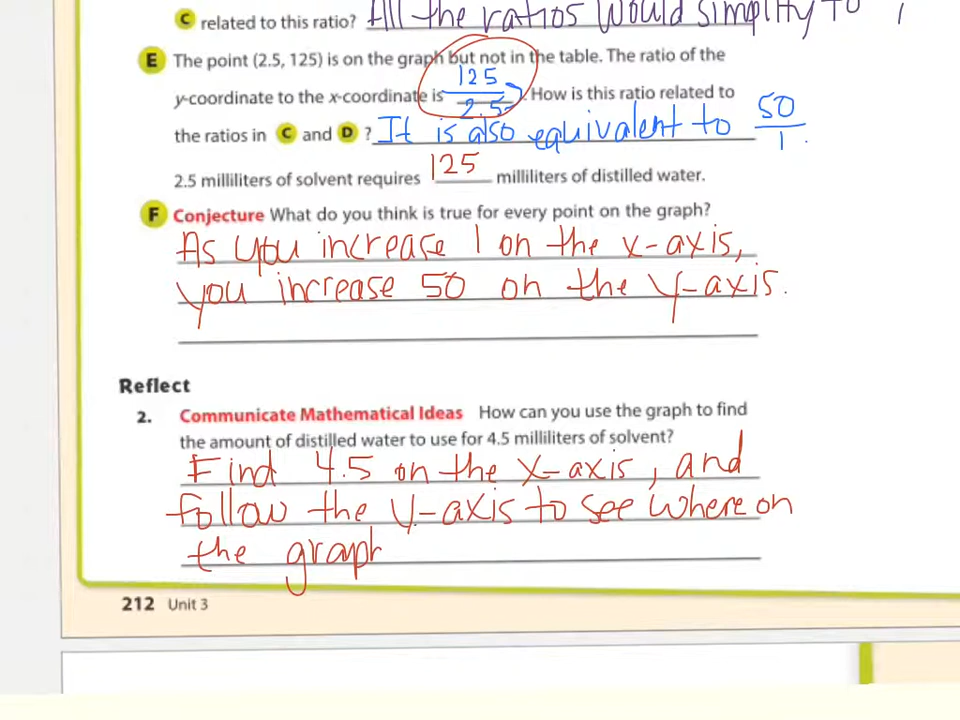 C related to this ratio? All the ratios would simplify to
E The point (2.5, 125) is on the graph but not in the table. The ratio of the
y-coordinate to the x-coordinate is 125/2.5. How is this ratio related to
the ratios in C and D ? It is also equivalent to 50/1.
2.5 milliliters of solvent requires 125 milliliters of distilled water.
F Conjecture What do you think is true for every point on the graph?
As you increase 1 on the x-axis,
you increase 50 on the y-axis.
Reflect
2. Communicate Mathematical Ideas How can you use the graph to find
the amount of distilled water to use for 4.5 milliliters of solvent?
Find 4.5 on the x-axis, and
follow the y-axis to see where on
the graph
212 Unit 3